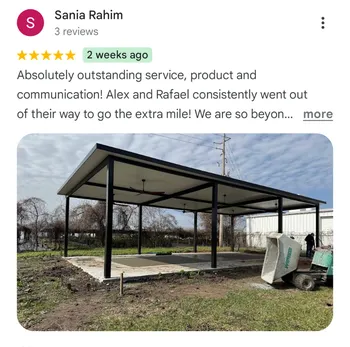 S
Sania Rahim
3 reviews
2 weeks ago
Absolutely outstanding service, product and
communication! Alex and Rafael consistently went out
of their way to go the extra mile! We are so beyon... more